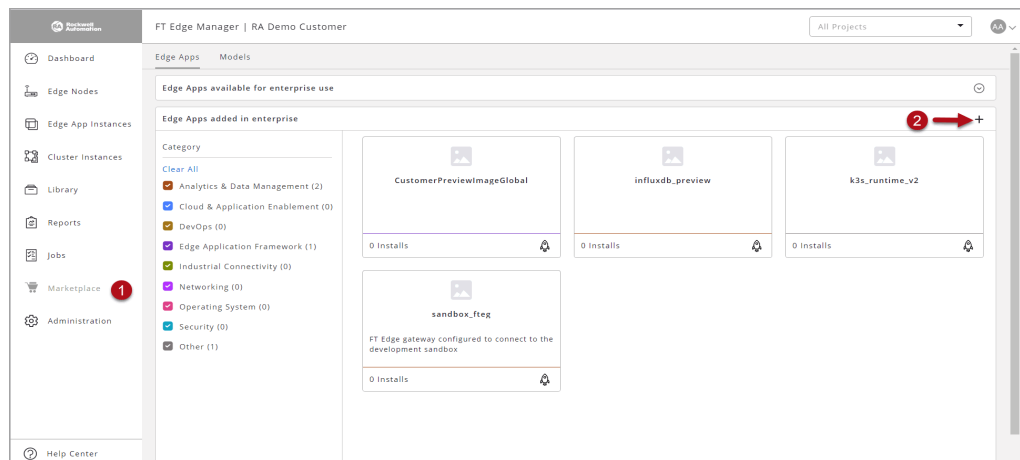 Rockwell
Automation
FT Edge Manager | RA Demo Customer
All Projects
AA
Dashboard
Edge Nodes
Edge App Instances
Cluster Instances
Library
Reports
Jobs
Marketplace
1
Administration
Help Center
Edge Apps
Models
Edge Apps available for enterprise use
Edge Apps added in enterprise
2
+
Category
Clear All
Analytics & Data Management (2)
Cloud & Application Enablement (0)
DevOps (0)
Edge Application Framework (1)
Industrial Connectivity (0)
Networking (0)
Operating System (0)
Security (0)
Other (1)
CustomerPreviewImageGlobal
0 Installs
influxdb_preview
0 Installs
k3s_runtime_v2
0 Installs
sandbox_fteg
FT Edge gateway configured to connect to the
development sandbox
0 Installs